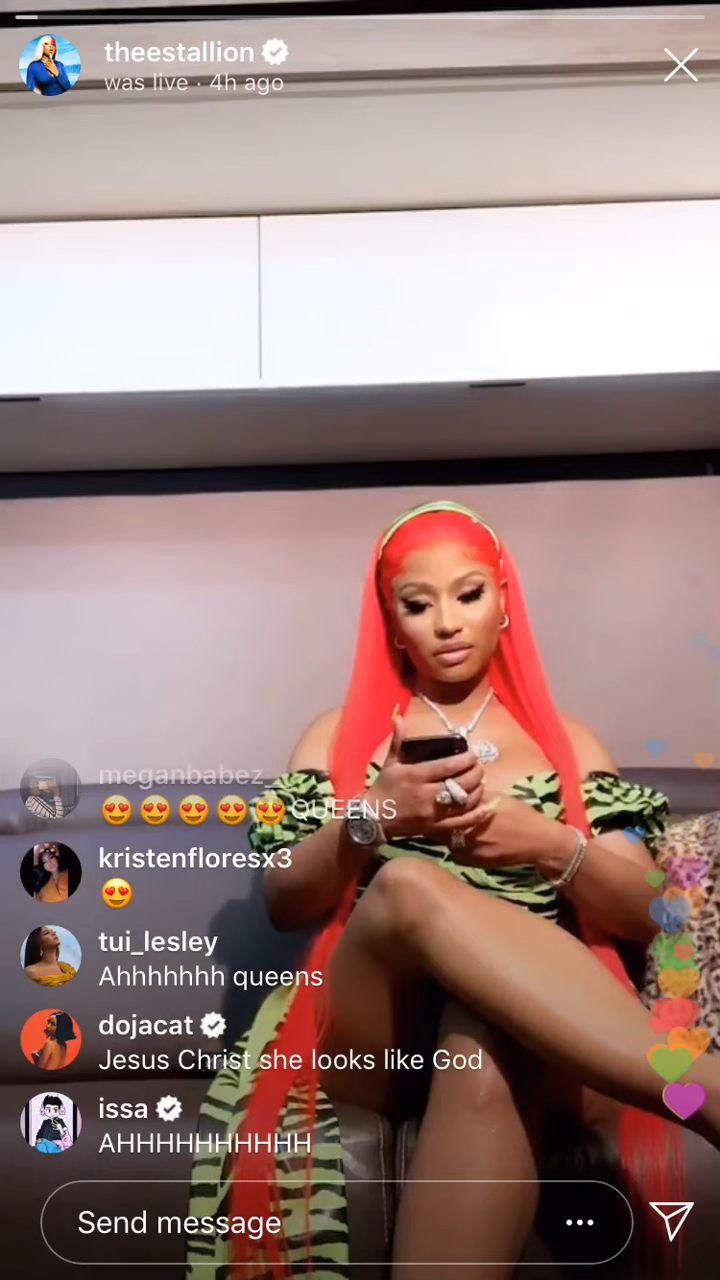 theestallion
was live · 4h ago
meganbabez_
😍😍😍😍😍 QUEENS
kristenfloresx3
😍
tui_lesley
Ahhhhhhh queens
dojacat
Jesus Christ she looks like God
issa
AHHHHHHHHHH
Send message